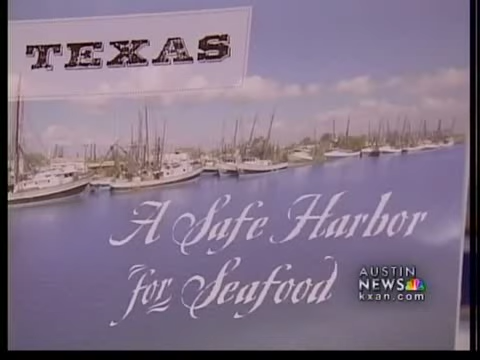 TEXAS
A Safe Harbor
for Seafood
AUSTIN
NEWS
kxan.com